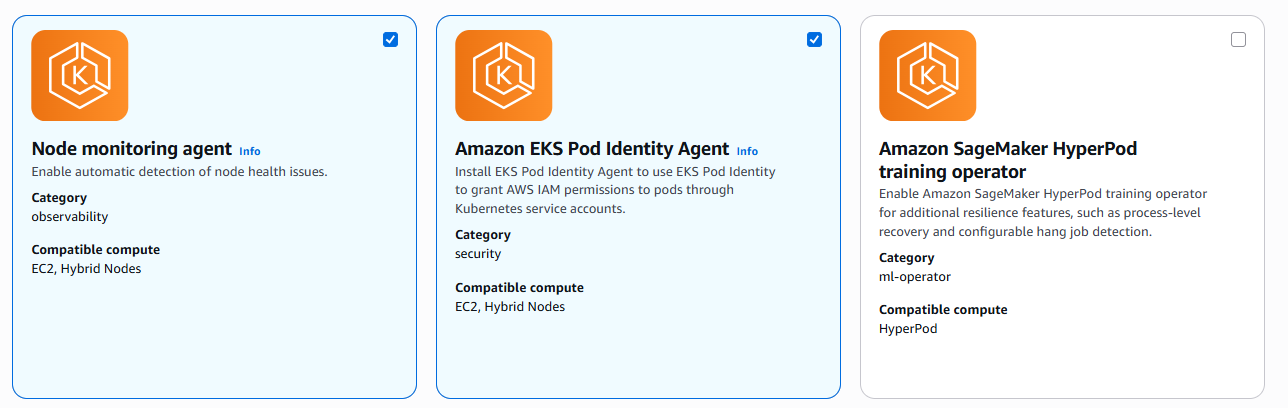 K
Node monitoring agent Info
Enable automatic detection of node health issues.
Category
observability
Compatible compute
EC2, Hybrid Nodes
K
Amazon EKS Pod Identity Agent Info
Install EKS Pod Identity Agent to use EKS Pod Identity
to grant AWS IAM permissions to pods through
Kubernetes service accounts.
Category
security
Compatible compute
EC2, Hybrid Nodes
K
Amazon SageMaker HyperPod
training operator
Enable Amazon SageMaker HyperPod training operator
for additional resilience features, such as process-level
recovery and configurable hang job detection.
Category
ml-operator
Compatible compute
HyperPod